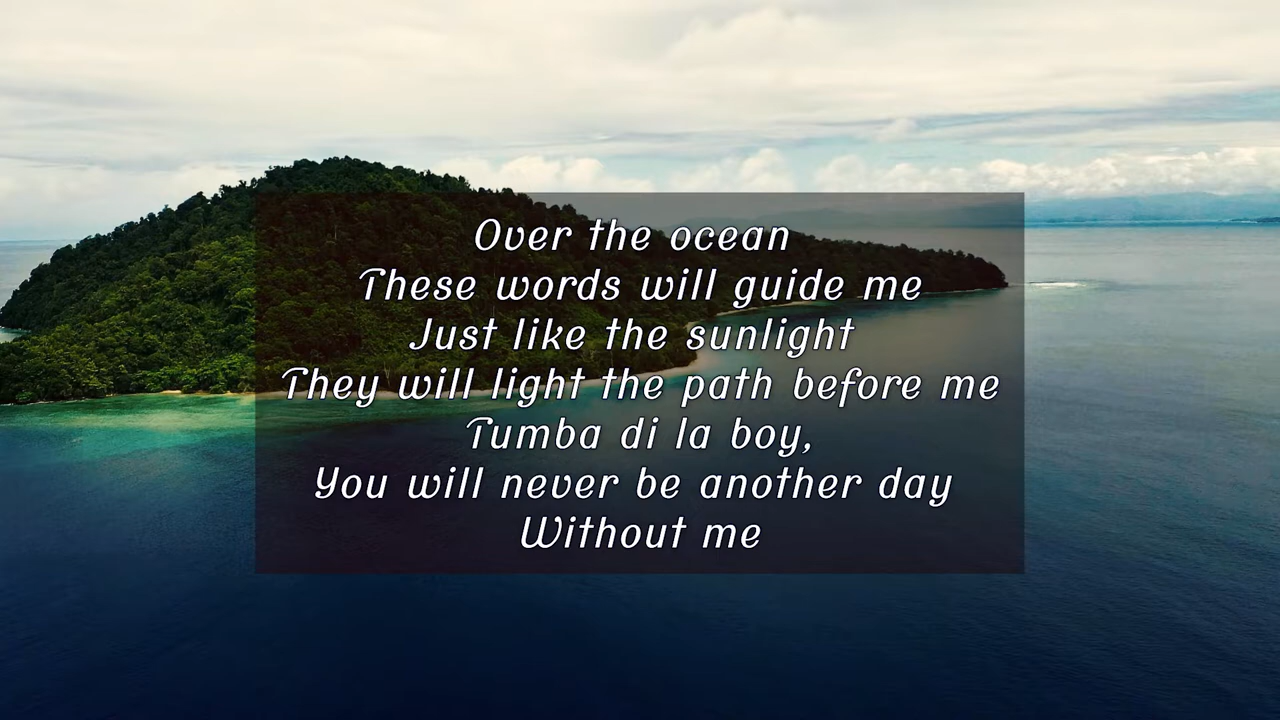 Over the ocean
These words will guide me
Just like the sunlight
They will light the path before me
Tumba di la boy,
You will never be another day
Without me